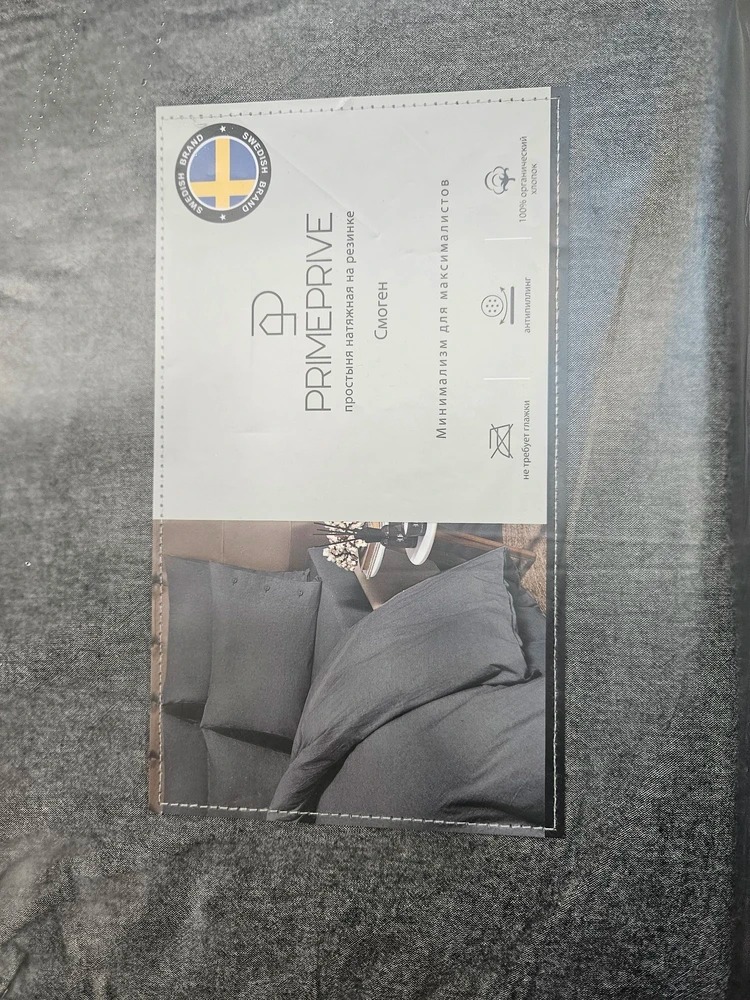 SWEDISH BRAND
SWEDISH BRAND
PRIMEPRIVE
простыня натяжная на резинке
Смоген
Минимализм для максималистов
не требует глажки
антипиллинг
100% органический
хлопок